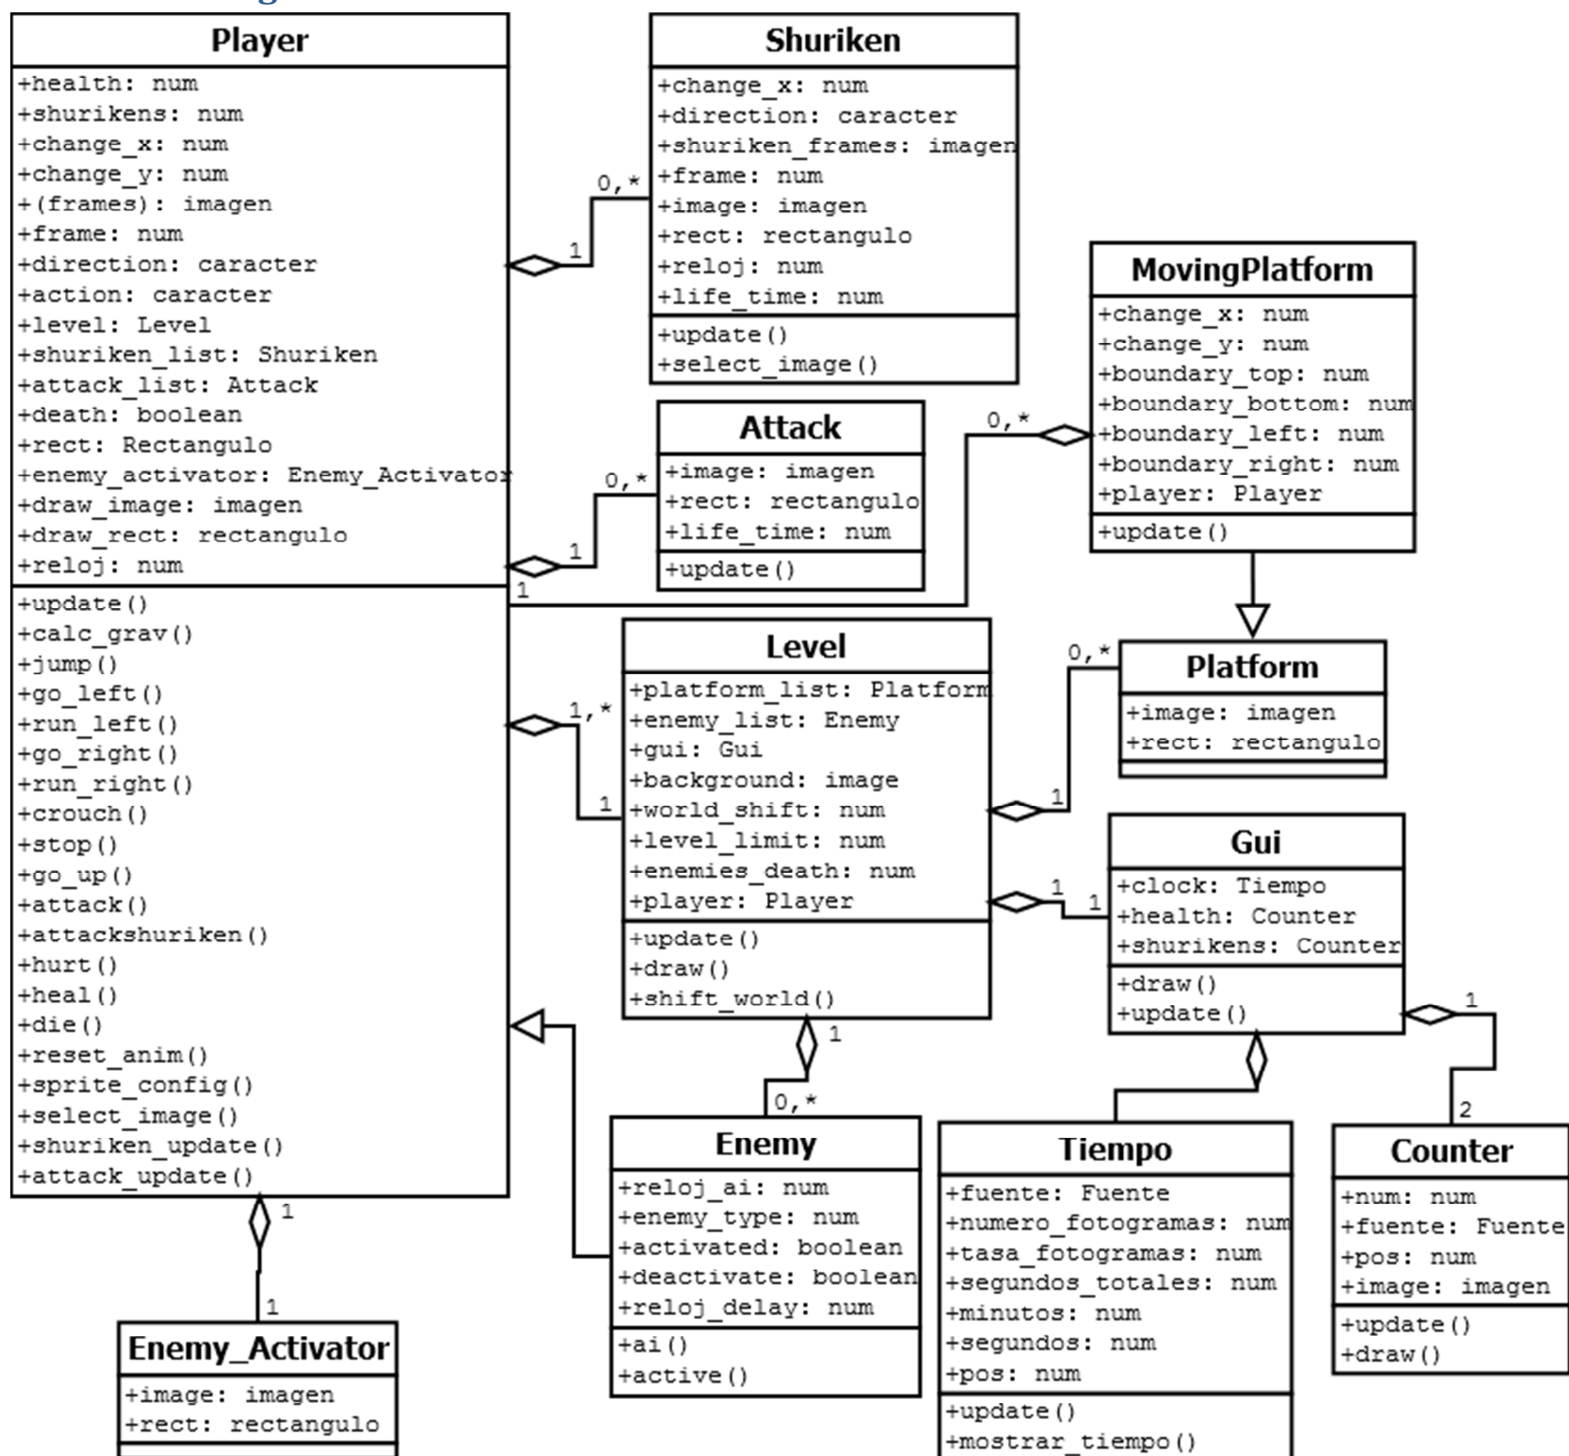 Player
+health: num
+shurikens: num
+change_x: num
+change_y: num
+(frames): imagen
+frame: num
+direction: caracter
+action: caracter
+level: Level
+shuriken_list: Shuriken
+attack_list: Attack
+death: boolean
+rect: Rectangulo
+enemy_activator: Enemy_Activator
+draw_image: imagen
+draw_rect: rectangulo
+reloj: num
+update()
+calc_grav()
+jump()
+go_left()
+run_left()
+go_right()
+run_right()
+crouch()
+stop()
+go_up()
+attack()
+attackshuriken()
+hurt()
+heal()
+die()
+reset_anim()
+sprite_config()
+select_image()
+shuriken_update()
+attack_update()
1
0,*
Shuriken
+change_x: num
+direction: caracter
+shuriken_frames: imagen
+frame: num
+image: imagen
+rect: rectangulo
+reloj: num
+life_time: num
+update()
+select_image()
1
0,*
Attack
+image: imagen
+rect: rectangulo
+life_time: num
+update()
1
0,*
MovingPlatform
+change_x: num
+change_y: num
+boundary_top: num
+boundary_bottom: num
+boundary_left: num
+boundary_right: num
+player: Player
+update()
1,*
1
Level
+platform_list: Platform
+enemy_list: Enemy
+gui: Gui
+background: image
+world_shift: num
+level_limit: num
+enemies_death: num
+player: Player
+update()
+draw()
+shift_world()
1
0,*
Platform
+image: imagen
+rect: rectangulo
1
1
Gui
+clock: Tiempo
+health: Counter
+shurikens: Counter
+draw()
+update()
1
2
1
0,*
Enemy
+reloj_ai: num
+enemy_type: num
+activated: boolean
+deactivate: boolean
+reloj_delay: num
+ai()
+active()
Tiempo
+fuente: Fuente
+numero_fotogramas: num
+tasa_fotogramas: num
+segundos_totales: num
+minutos: num
+segundos: num
+pos: num
+update()
+mostrar_tiempo()
Counter
+num: num
+fuente: Fuente
+pos: num
+image: imagen
+update()
+draw()
1
1
Enemy_Activator
+image: imagen
+rect: rectangulo